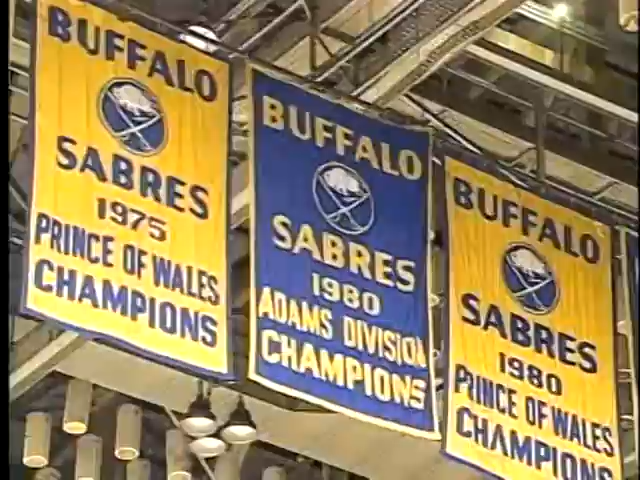 BUFFALO
SABRES
1975
PRINCE OF WALES
CHAMPIONS
BUFFALO
SABRES
1980
ADAMS DIVISION
CHAMPIONS
BUFFALO
SABRES
1980
PRINCE OF WALES
CHAMPIONS